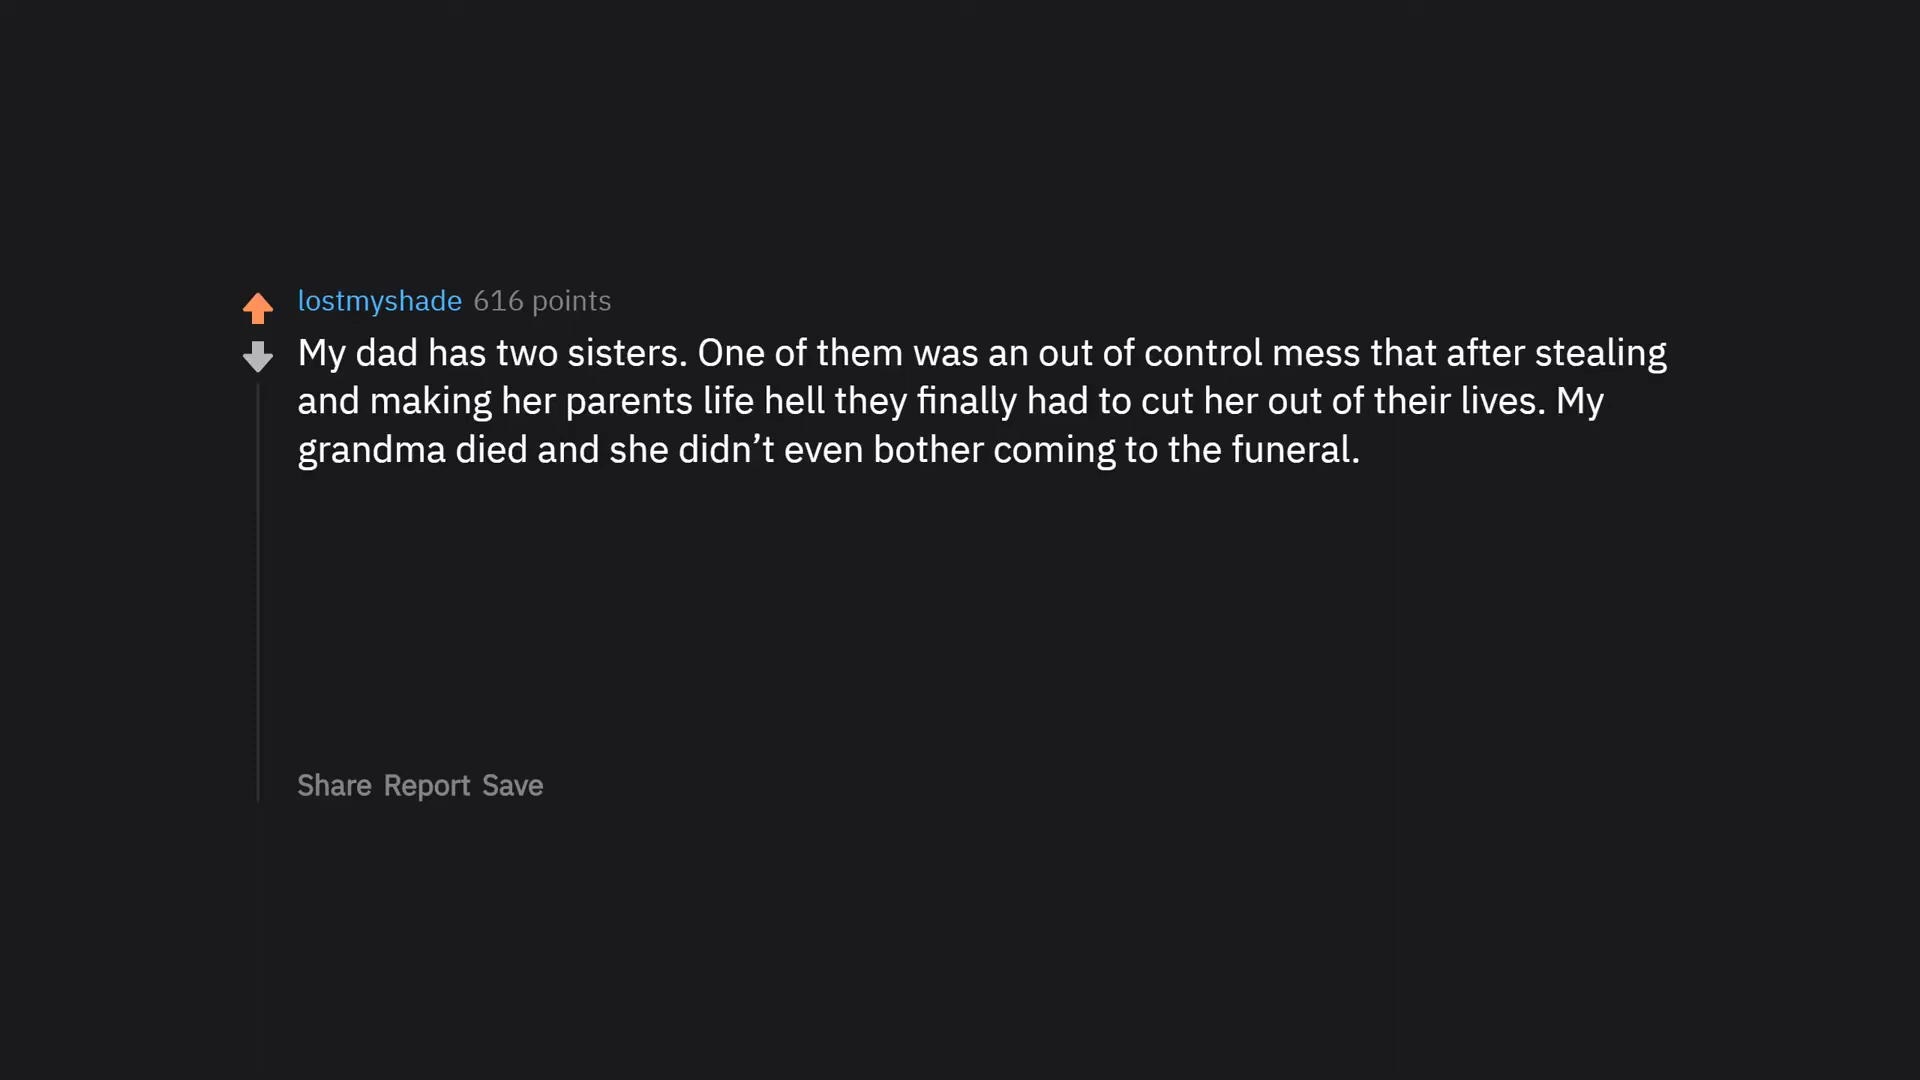 lostmyshade 616 points
My dad has two sisters. One of them was an out of control mess that after stealing
and making her parents life hell they finally had to cut her out of their lives. My
grandma died and she didn’t even bother coming to the funeral.
Share Report Save